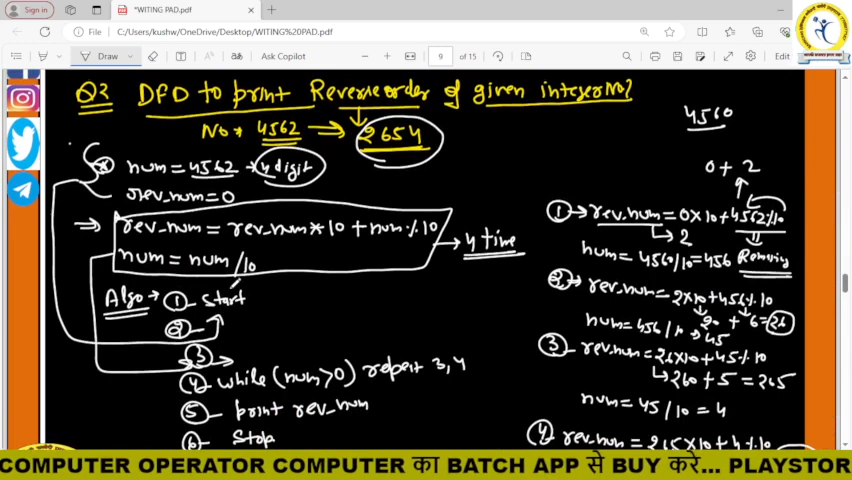 Sign in
*WITING PAD.pdf
C:/Users/kushw/OneDrive/Desktop/WITING%20PAD.pdf
Draw
Ask Copilot
9 of 15
Q2 DFD to print Reverse order of given integer No?
No * 4562 ⇒ 2654
* num = 4562 → 4 digit
rev_num = 0
⇒ rev_num = rev_num * 10 + num % 10
num = num/10
→ 4 time
Algo → ① Start
②
③ →
④ while (num>0) repeat 3,4
⑤ print rev_num
⑥ Stop
4560
0 + 2
① → rev_num = 0×10 + 4562%10
2
num = 4560/10 = 456 Remaining
② → rev_num = 2×10 + 456%10
20 + 6 = 26
num = 456/10 → 45
③ rev_num = 26×10 + 45%10
→ 260 + 5 = 265
num = 45/10 = 4
④ rev_num = 265×10 + 4%10
COMPUTER OPERATOR COMPUTER का BATCH APP से BUY करे... PLAYSTOR